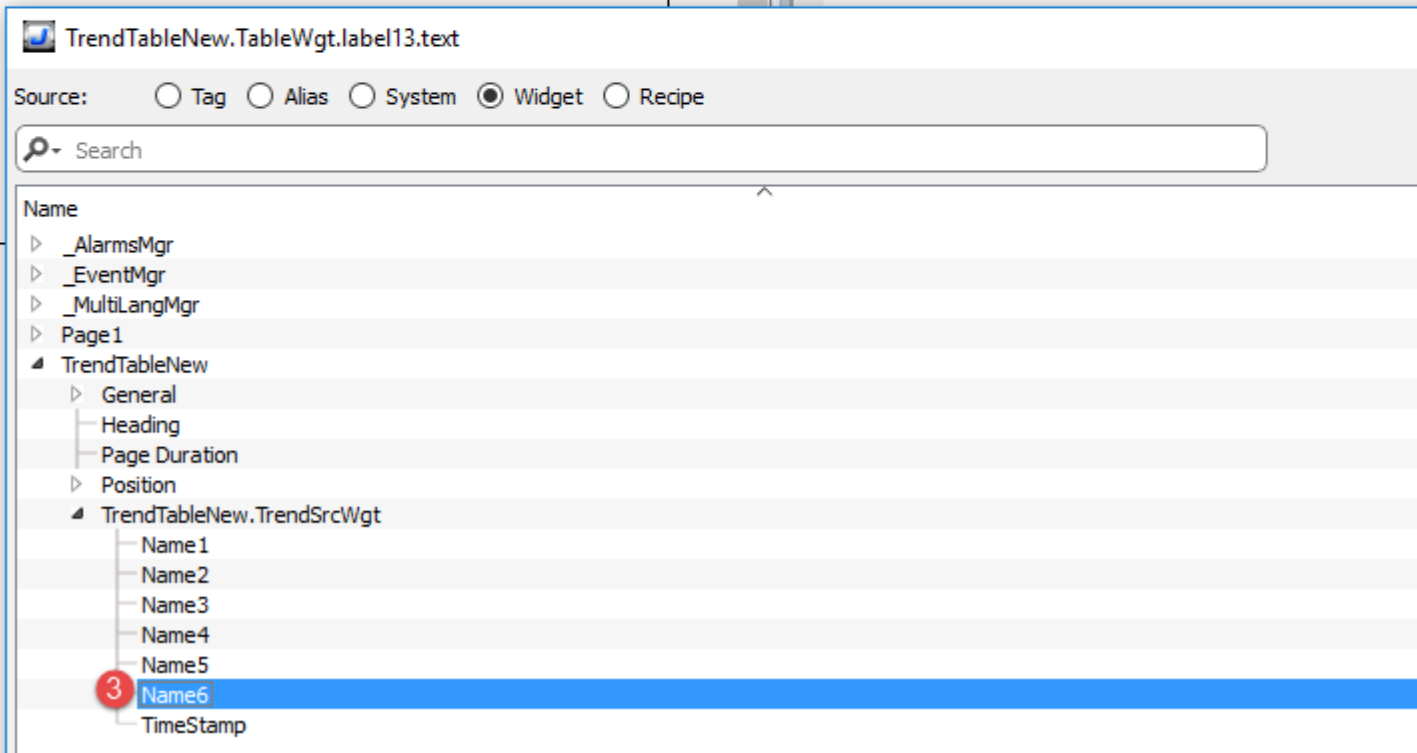 TrendTableNew.TableWgt.label13.text
Source: Tag Alias System Widget Recipe
Search
Name
_AlarmsMgr
_EventMgr
_MultiLangMgr
Page1
TrendTableNew
General
Heading
Page Duration
Position
TrendTableNew.TrendSrcWgt
Name1
Name2
Name3
Name4
Name5
3 Name6
TimeStamp